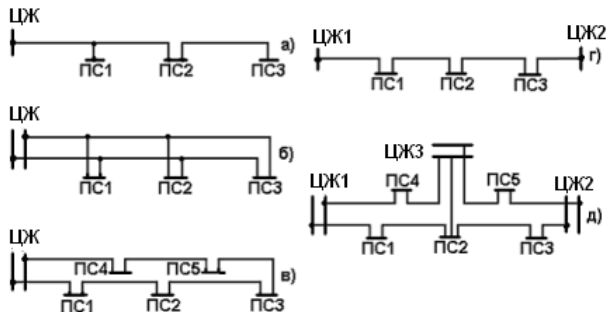 ЦЖ
ПС1 ПС2 ПС3 а)
ЦЖ
ПС1 ПС2 ПС3 б)
ЦЖ
ПС4 ПС5
ПС1 ПС2 ПС3 в)
ЦЖ1 ЦЖ2
ПС1 ПС2 ПС3 г)
ЦЖ3
ЦЖ1 ПС4 ПС5 ЦЖ2
ПС1 ПС2 ПС3 д)